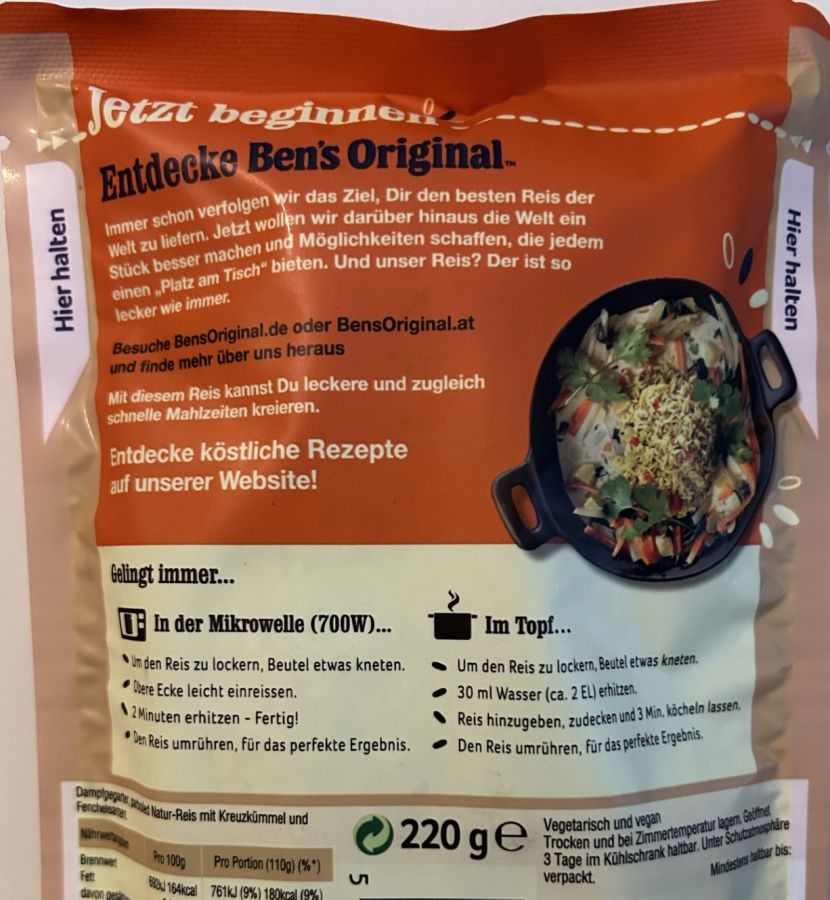 Jetzt beginnen
Entdecke Ben's Original™
Immer schon verfolgen wir das Ziel, Dir den besten Reis der
Welt zu liefern. Jetzt wollen wir darüber hinaus die Welt ein
Stück besser machen und Möglichkeiten schaffen, die jedem
einen „Platz am Tisch“ bieten. Und unser Reis? Der ist so
lecker wie immer.
Besuche BensOriginal.de oder BensOriginal.at
und finde mehr über uns heraus
Mit diesem Reis kannst Du leckere und zugleich
schnelle Mahlzeiten kreieren.
Entdecke köstliche Rezepte
auf unserer Website!
Hier halten
Hier halten
Gelingt immer...
In der Mikrowelle (700W)...
Um den Reis zu lockern, Beutel etwas kneten.
Obere Ecke leicht einreissen.
2 Minuten erhitzen - Fertig!
Den Reis umrühren, für das perfekte Ergebnis.
Im Topf...
Um den Reis zu lockern, Beutel etwas kneten.
30 ml Wasser (ca. 2 EL) erhitzen.
Reis hinzugeben, zudecken und 3 Min. köcheln lassen.
Den Reis umrühren, für das perfekte Ergebnis.
Natur-Reis mit Kreuzkümmel und
Pro 100g Pro Portion (110g) (%*)
Brennwert 692kJ 164kcal 761kJ (9%) 180kcal (9%)
Fett
davon
220 g e
5
Vegetarisch und vegan
Trocken und bei Zimmertemperatur lagern. Geöffnet
3 Tage im Kühlschrank haltbar. Unter Schutzatmosphäre
verpackt.
Mindestens haltbar bis: